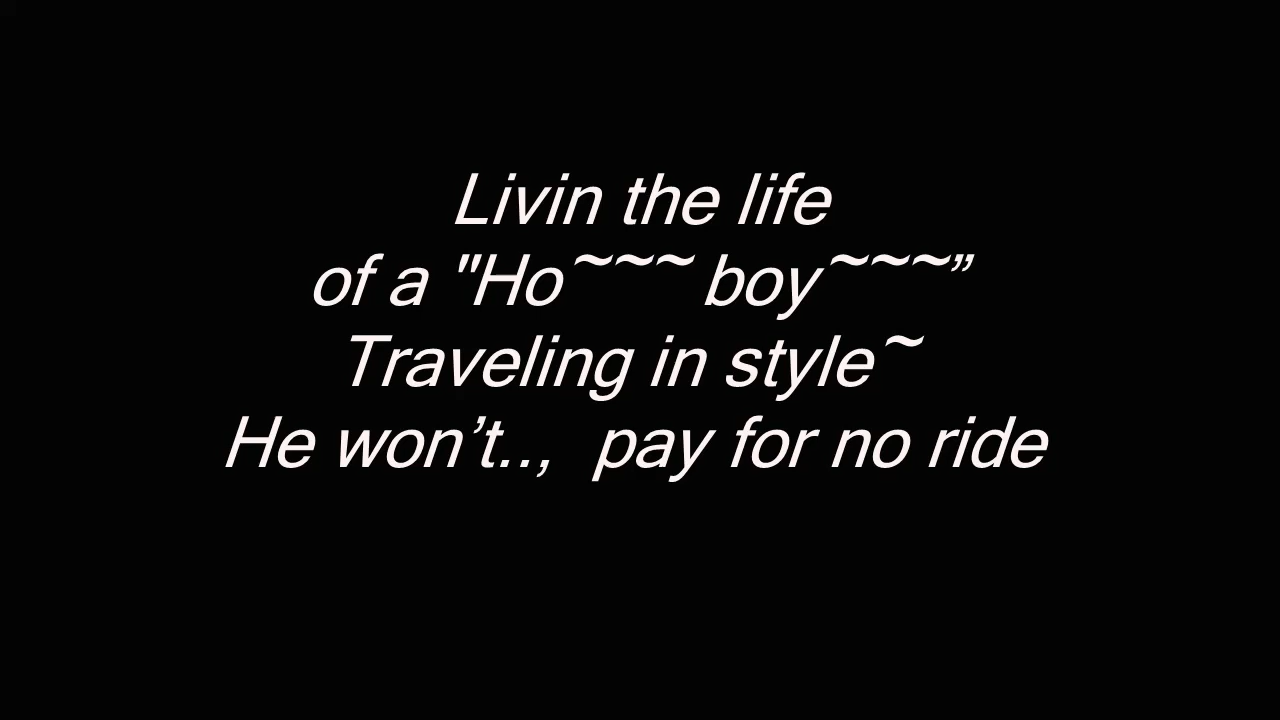 Livin the life
of a "Ho~~~ boy~~~”
Traveling in style~
He won’t..,  pay for no ride